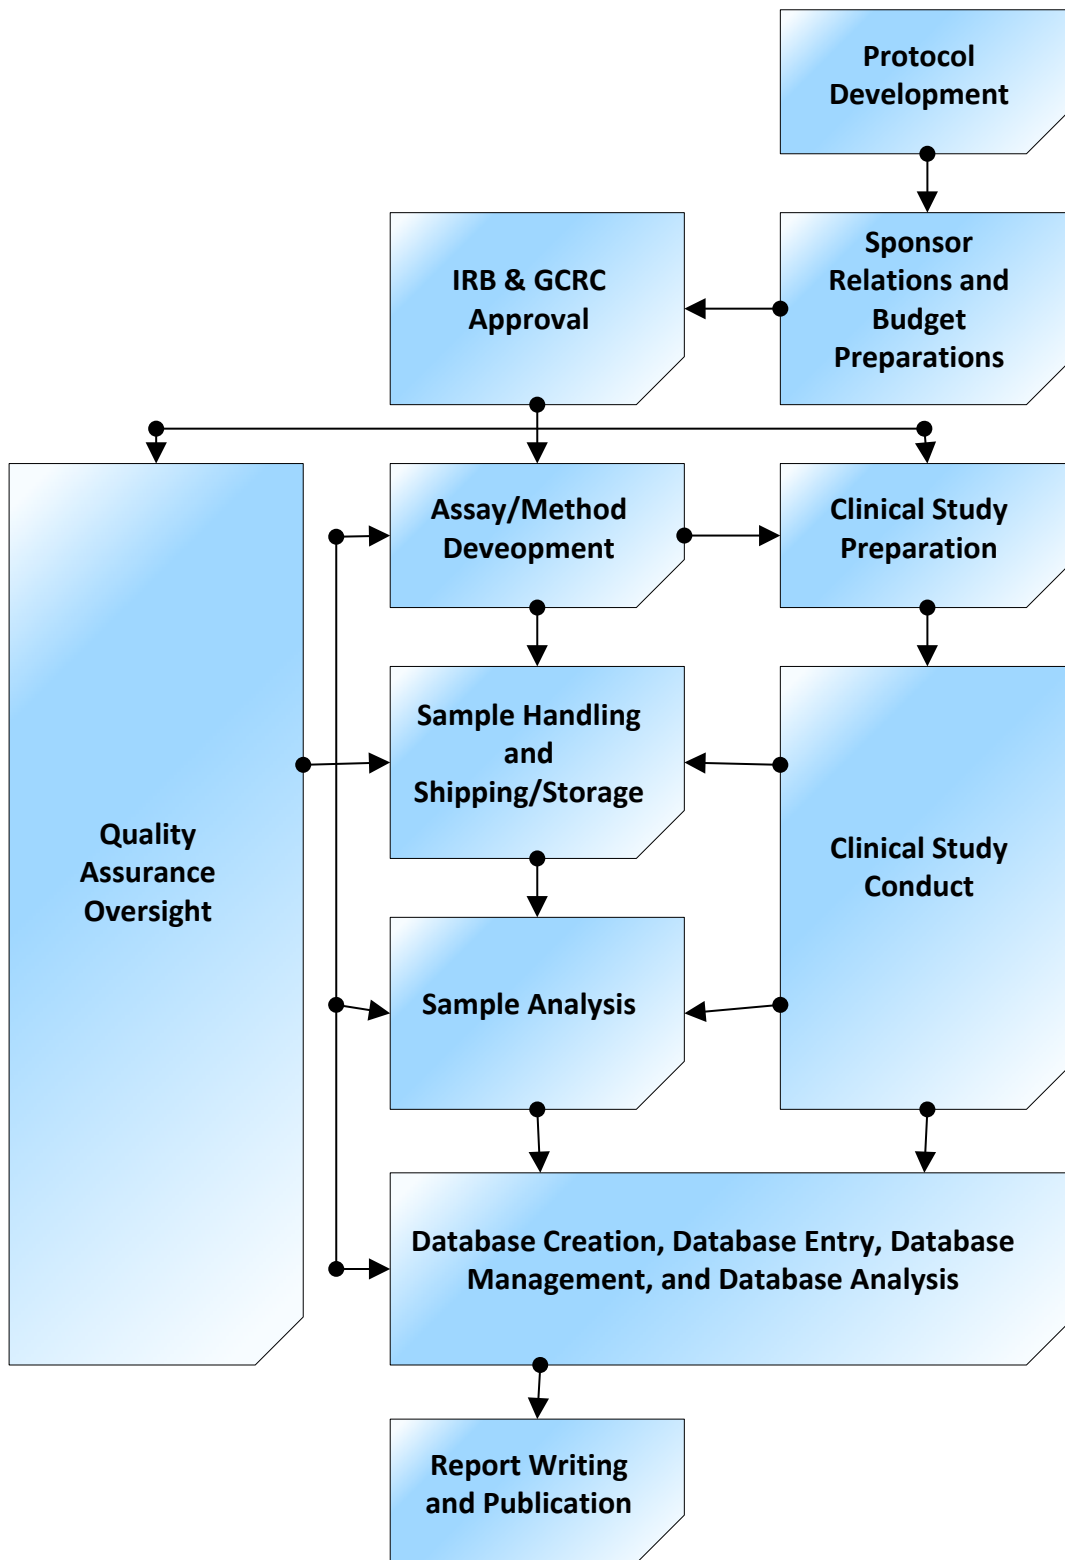 Protocol
Development
Sponsor
Relations and
Budget
Preparations
IRB & GCRC
Approval
Assay/Method
Deveopment
Clinical Study
Preparation
Sample Handling
and
Shipping/Storage
Quality
Assurance
Oversight
Clinical Study
Conduct
Sample Analysis
Database Creation, Database Entry, Database
Management, and Database Analysis
Report Writing
and Publication